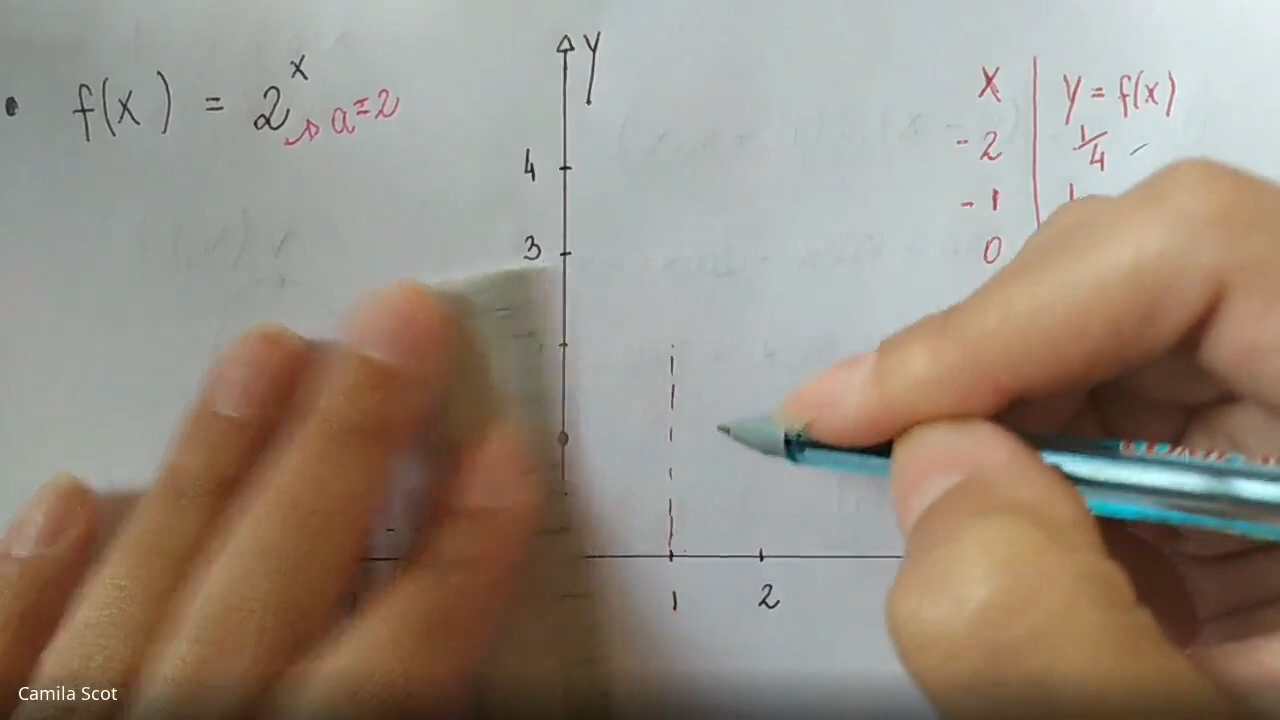 • f(x) = 2^x → a = 2
y
4
3
1 2
x | y = f(x)
-2 | 1/4
-1
0
Camila Scot